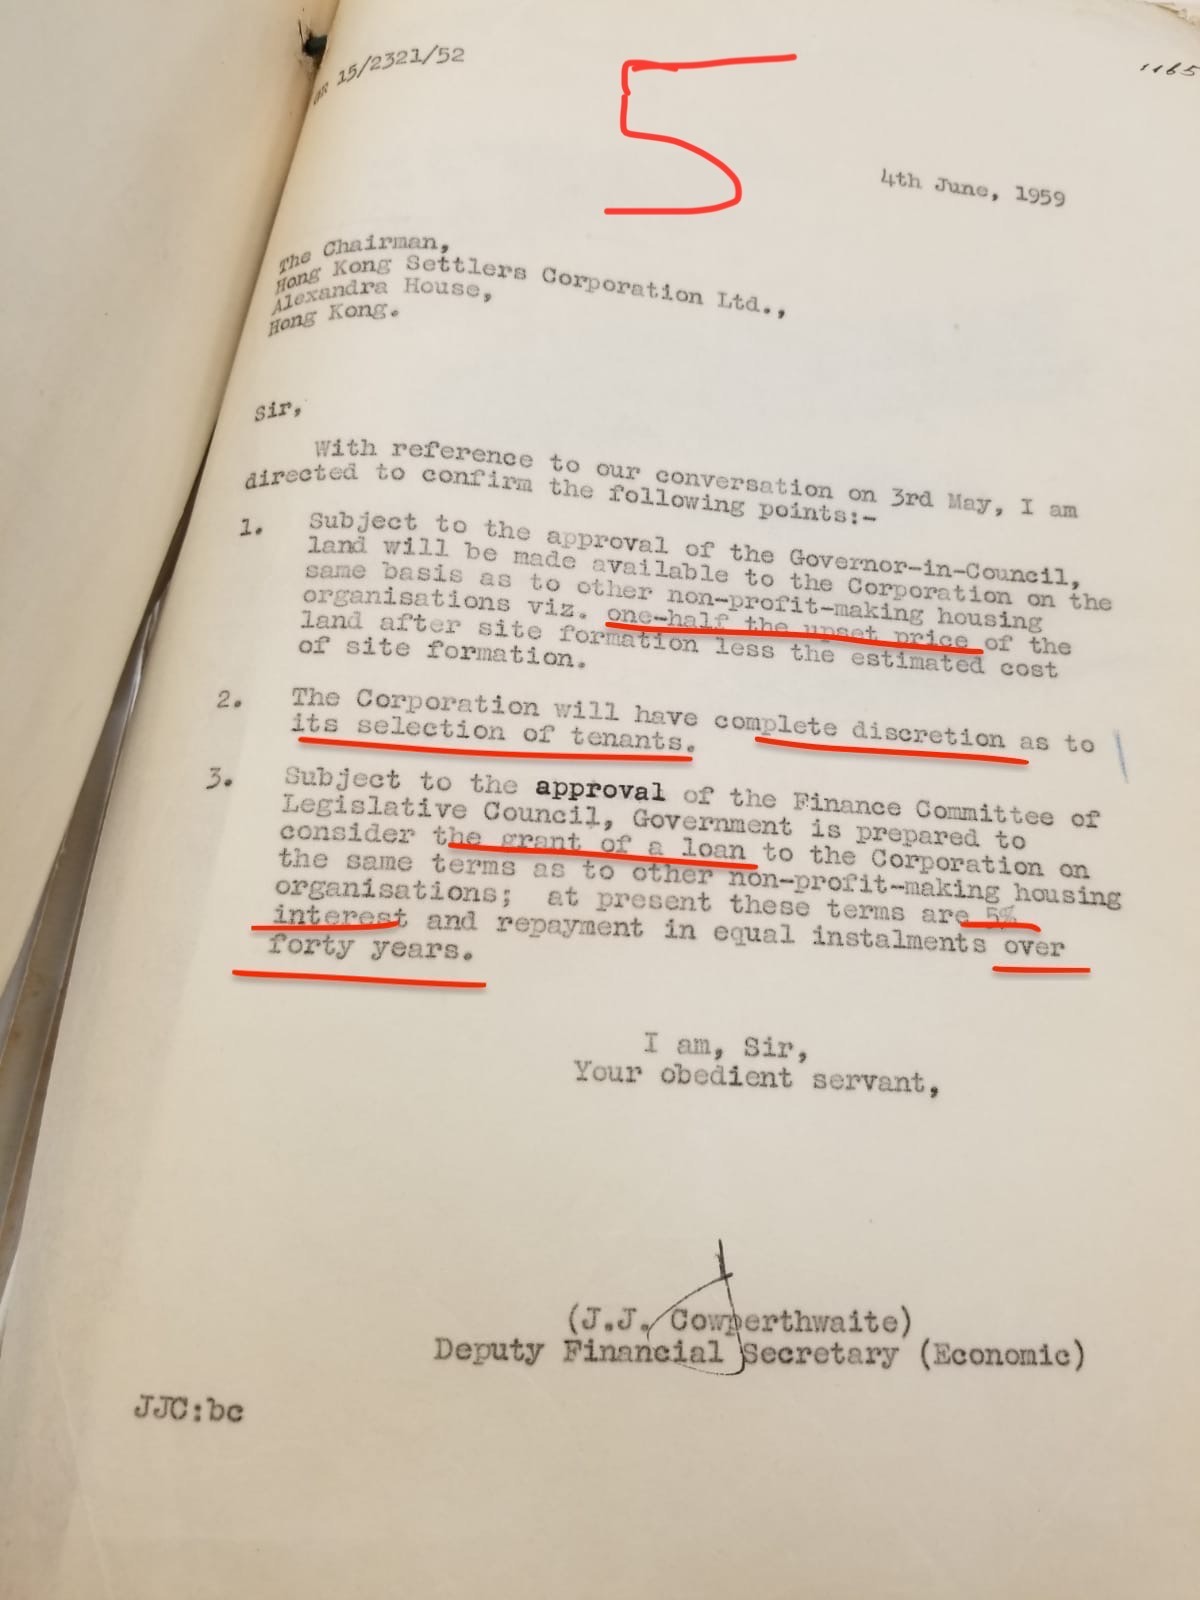 CR 15/2321/52
1165
5
4th June, 1959
The Chairman,
Hong Kong Settlers Corporation Ltd.,
Alexandra House,
Hong Kong.
Sir,
With reference to our conversation on 3rd May, I am
directed to confirm the following points:-
1. Subject to the approval of the Governor-in-Council,
land will be made available to the Corporation on the
same basis as to other non-profit-making housing
organisations viz. one-half the upset price of the
land after site formation less the estimated cost
of site formation.
2. The Corporation will have complete discretion as to
its selection of tenants.
3. Subject to the approval of the Finance Committee of
Legislative Council, Government is prepared to
consider the grant of a loan to the Corporation on
the same terms as to other non-profit-making housing
organisations; at present these terms are 5%
interest and repayment in equal instalments over
forty years.
I am, Sir,
Your obedient servant,
(J.J. Cowperthwaite)
Deputy Financial Secretary (Economic)
JJC:bc